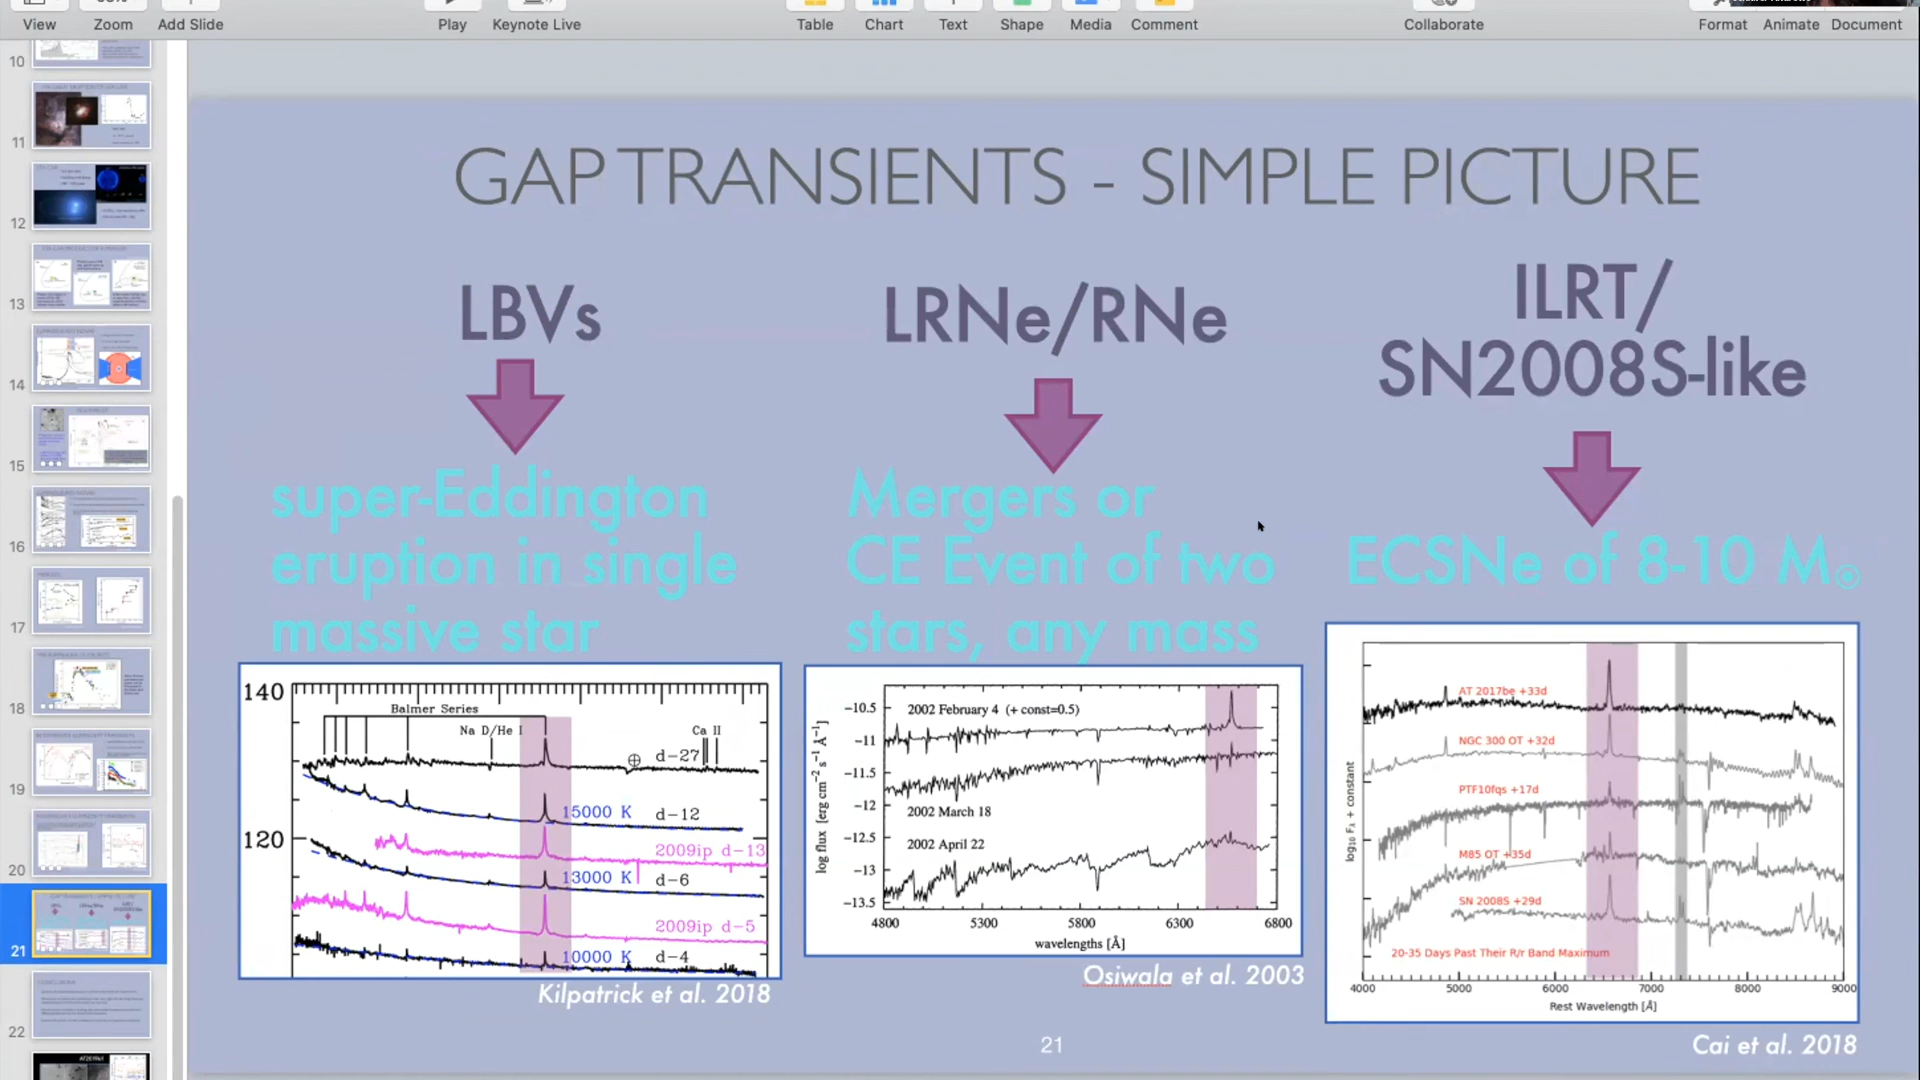 View
Zoom
Add Slide
Play
Keynote Live
Table
Chart
Text
Shape
Media
Comment
Collaborate
Format
Animate
Document
10
11
12
13
14
15
16
17
18
19
20
21
22
GAP TRANSIENTS - SIMPLE PICTURE
LBVs
super-Eddington
eruption in single
massive star
140
120
Balmer Series
Na D/He I
Ca II
d-27
15000 K
d-12
2009ip d-13
13000 K
d-6
2009ip d-5
10000 K
d-4
Kilpatrick et al. 2018
LRNe/RNe
Mergers or
CE Event of two
stars, any mass
log flux [erg cm⁻² s⁻¹ Å⁻¹]
-10.5
-11
-11.5
-12
-12.5
-13
-13.5
2002 February 4 (+ const=0.5)
2002 March 18
2002 April 22
4800
5300
5800
6300
6800
wavelengths [Å]
Osiwala et al. 2003
ILRT/
SN2008S-like
ECSNe of 8-10 M☉
log₁₀ Fλ + constant
AT 2017be +33d
NGC 300 OT +32d
PTF10fqs +17d
M85 OT +35d
SN 2008S +29d
20-35 Days Past Their R/r Band Maximum
4000
5000
6000
7000
8000
9000
Rest Wavelength [Å]
Cai et al. 2018
21